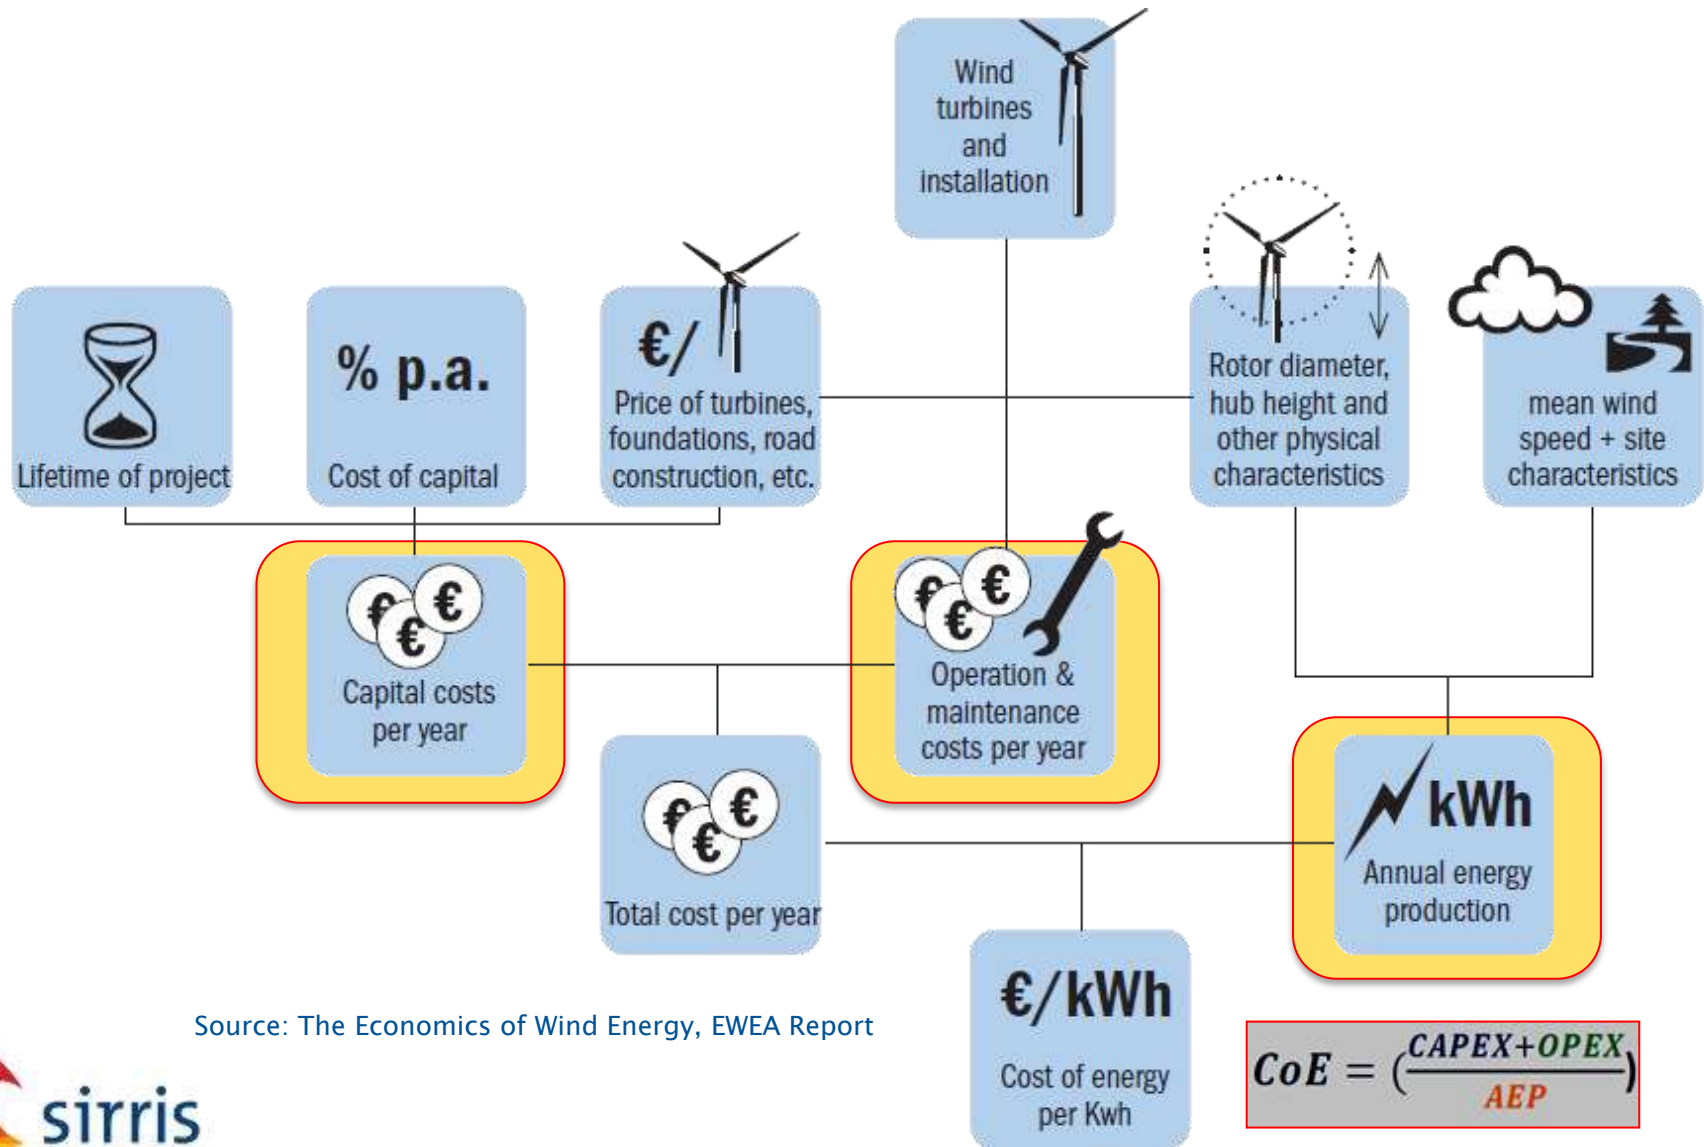 Wind
turbines
and
installation
Lifetime of project
% p.a.
Cost of capital
€/
Price of turbines,
foundations, road
construction, etc.
Rotor diameter,
hub height and
other physical
characteristics
mean wind
speed + site
characteristics
€ € €
Capital costs
per year
€ € €
Operation &
maintenance
costs per year
€ € €
Total cost per year
kWh
Annual energy
production
€/kWh
Cost of energy
per Kwh
Source: The Economics of Wind Energy, EWEA Report
CoE = (CAPEX+OPEX / AEP)
sirris